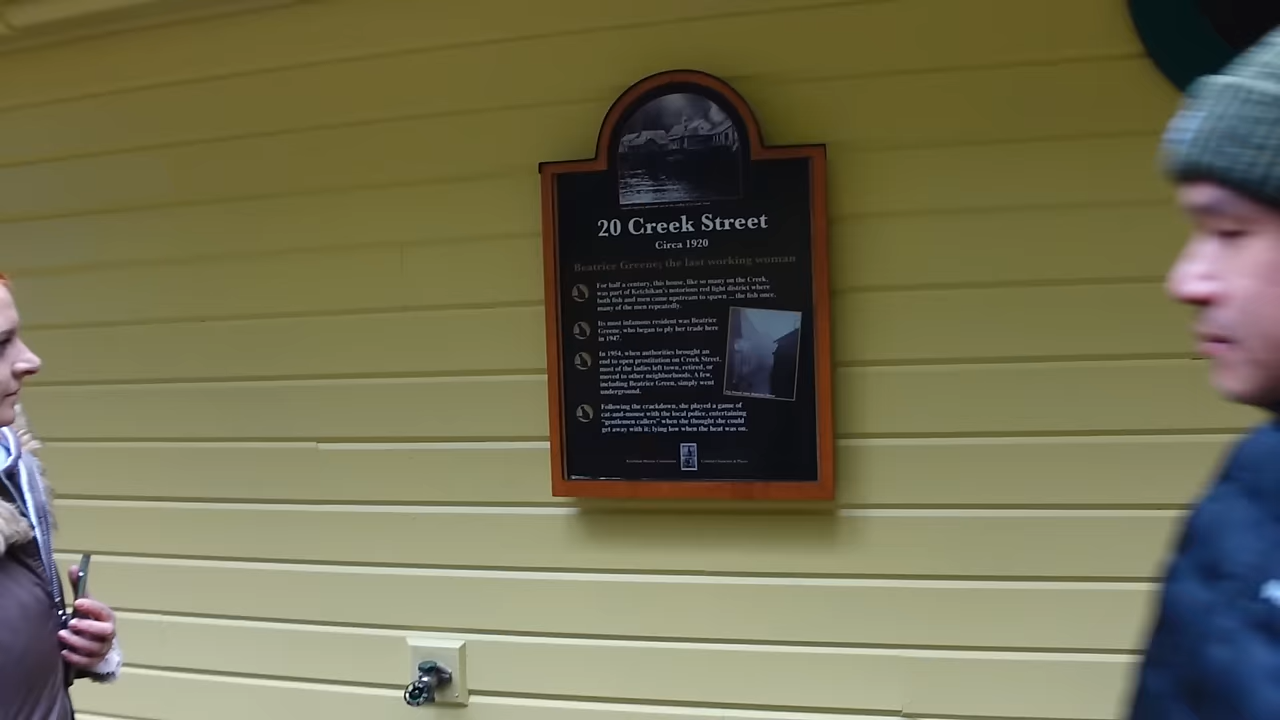 20 Creek Street
Circa 1920
Beatrice Greene; the last working woman
For half a century, this house, like so many on the Creek,
was part of Ketchikan's notorious red light district where
both fish and men came upstream to spawn ... the fish once,
many of the men repeatedly.
Its most infamous resident was Beatrice
Greene, who began to ply her trade here
in 1947.
In 1954, when authorities brought an
end to open prostitution on Creek Street,
most of the ladies left town, retired, or
moved to other neighborhoods. A few,
including Beatrice Green, simply went
underground.
Following the crackdown, she played a game of
cat-and-mouse with the local police, entertaining
"gentlemen callers" when she thought she could
get away with it; lying low when the heat was on.